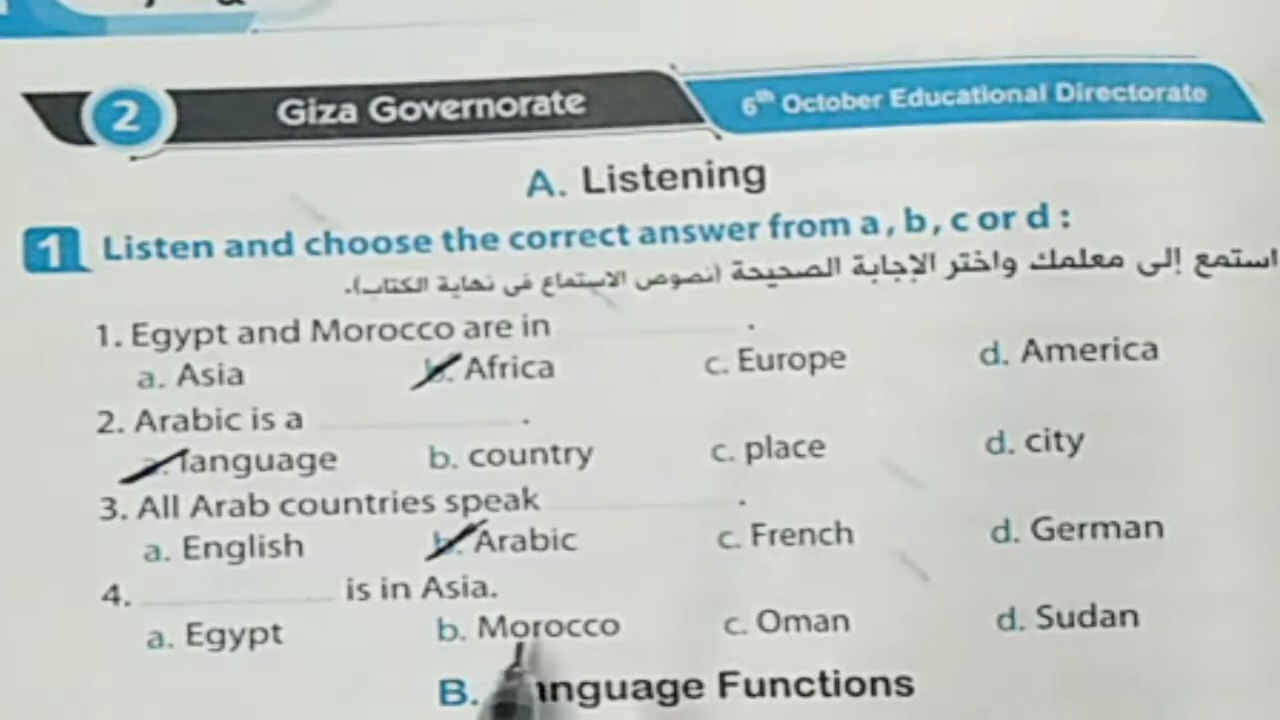 2 Giza Governorate 6th October Educational Directorate
A. Listening
1 Listen and choose the correct answer from a, b, c or d :
استمع إلى معلمك واختر الإجابة الصحيحة (نصوص الاستماع فى نهاية الكتاب).
1. Egypt and Morocco are in .
a. Asia b. Africa c. Europe d. America
2. Arabic is a .
a. language b. country c. place d. city
3. All Arab countries speak .
a. English b. Arabic c. French d. German
4. is in Asia.
a. Egypt b. Morocco c. Oman d. Sudan
B. Language Functions